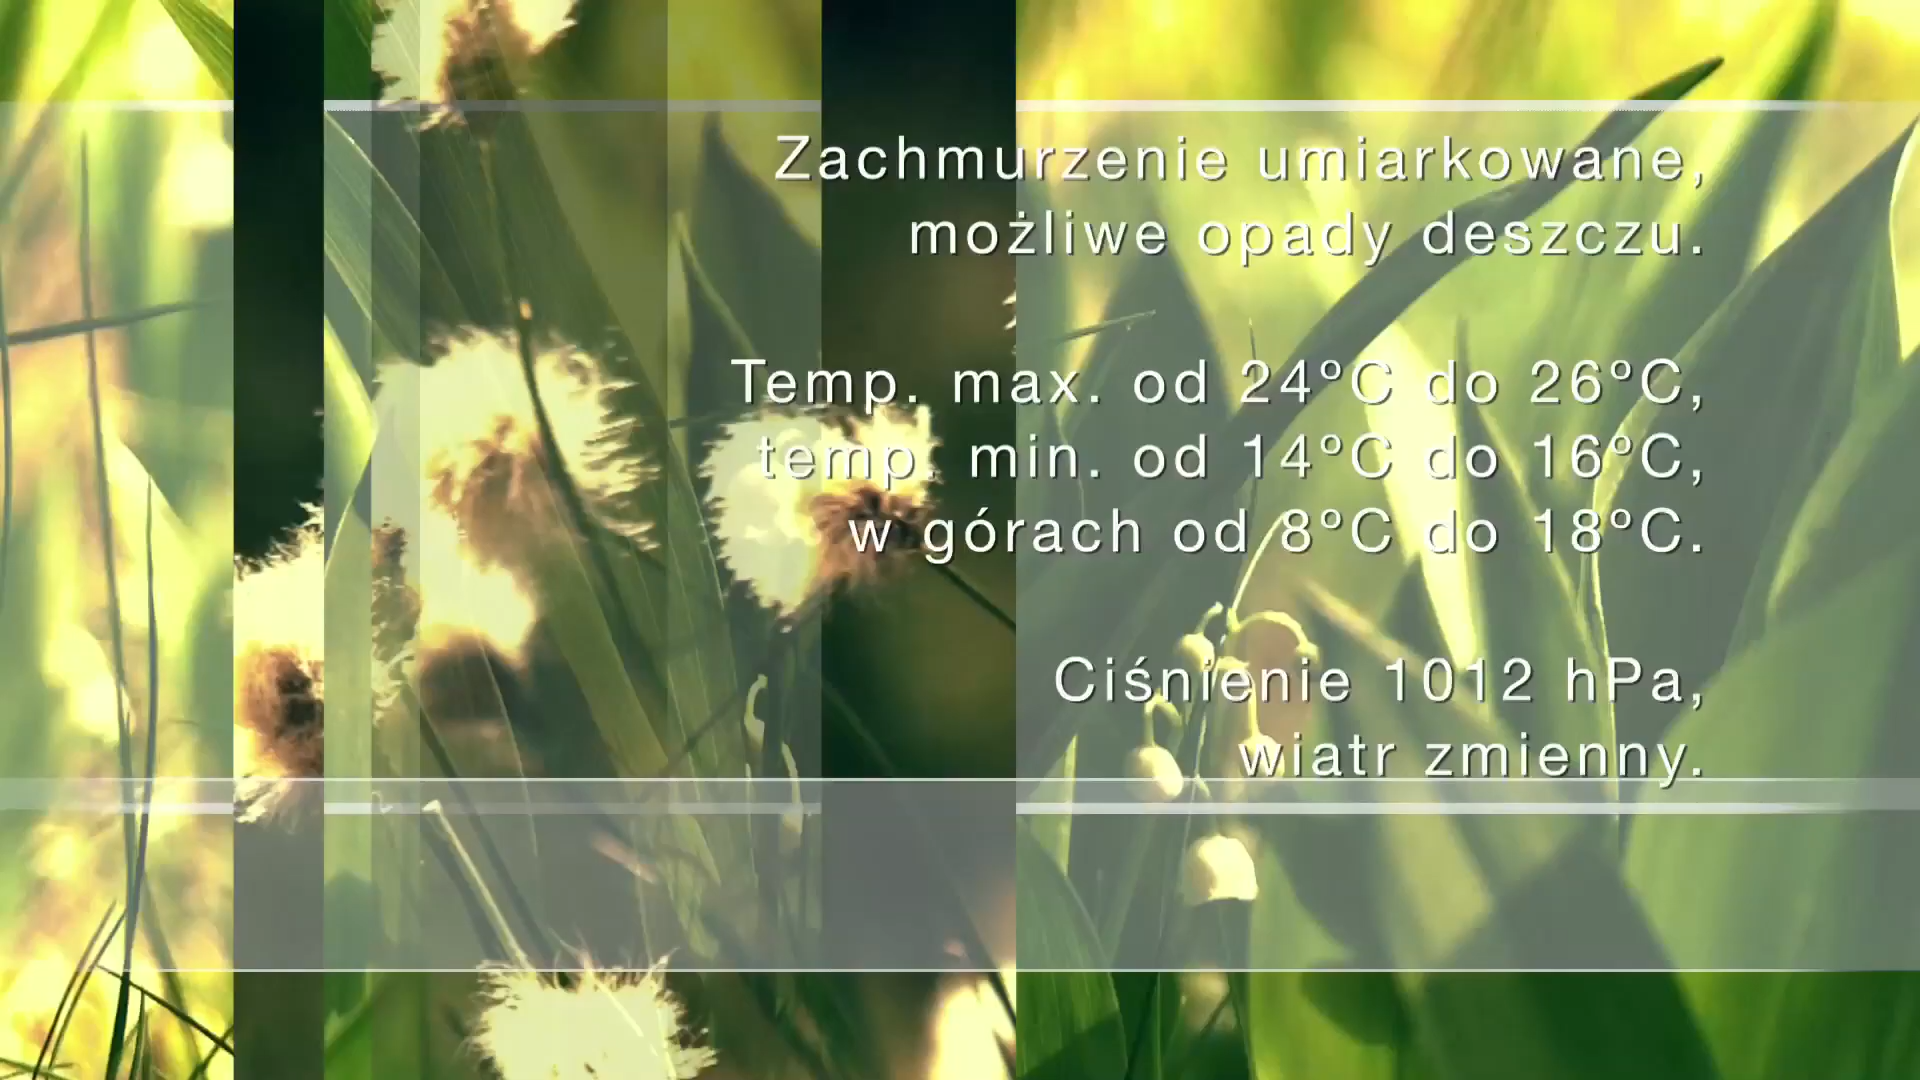 Zachmurzenie umiarkowane,
możliwe opady deszczu.
Temp. max. od 24°C do 26°C,
temp. min. od 14°C do 16°C,
w górach od 8°C do 18°C.
Ciśnienie 1012 hPa,
wiatr zmienny.